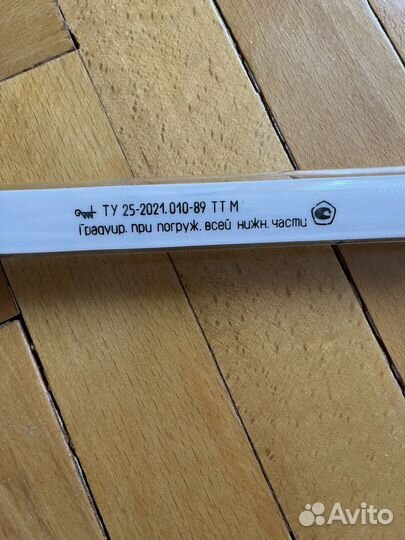 ТУ 25-2021.010-89 ТТ М
Градуир. при погруж. всей нижн. части
Avito